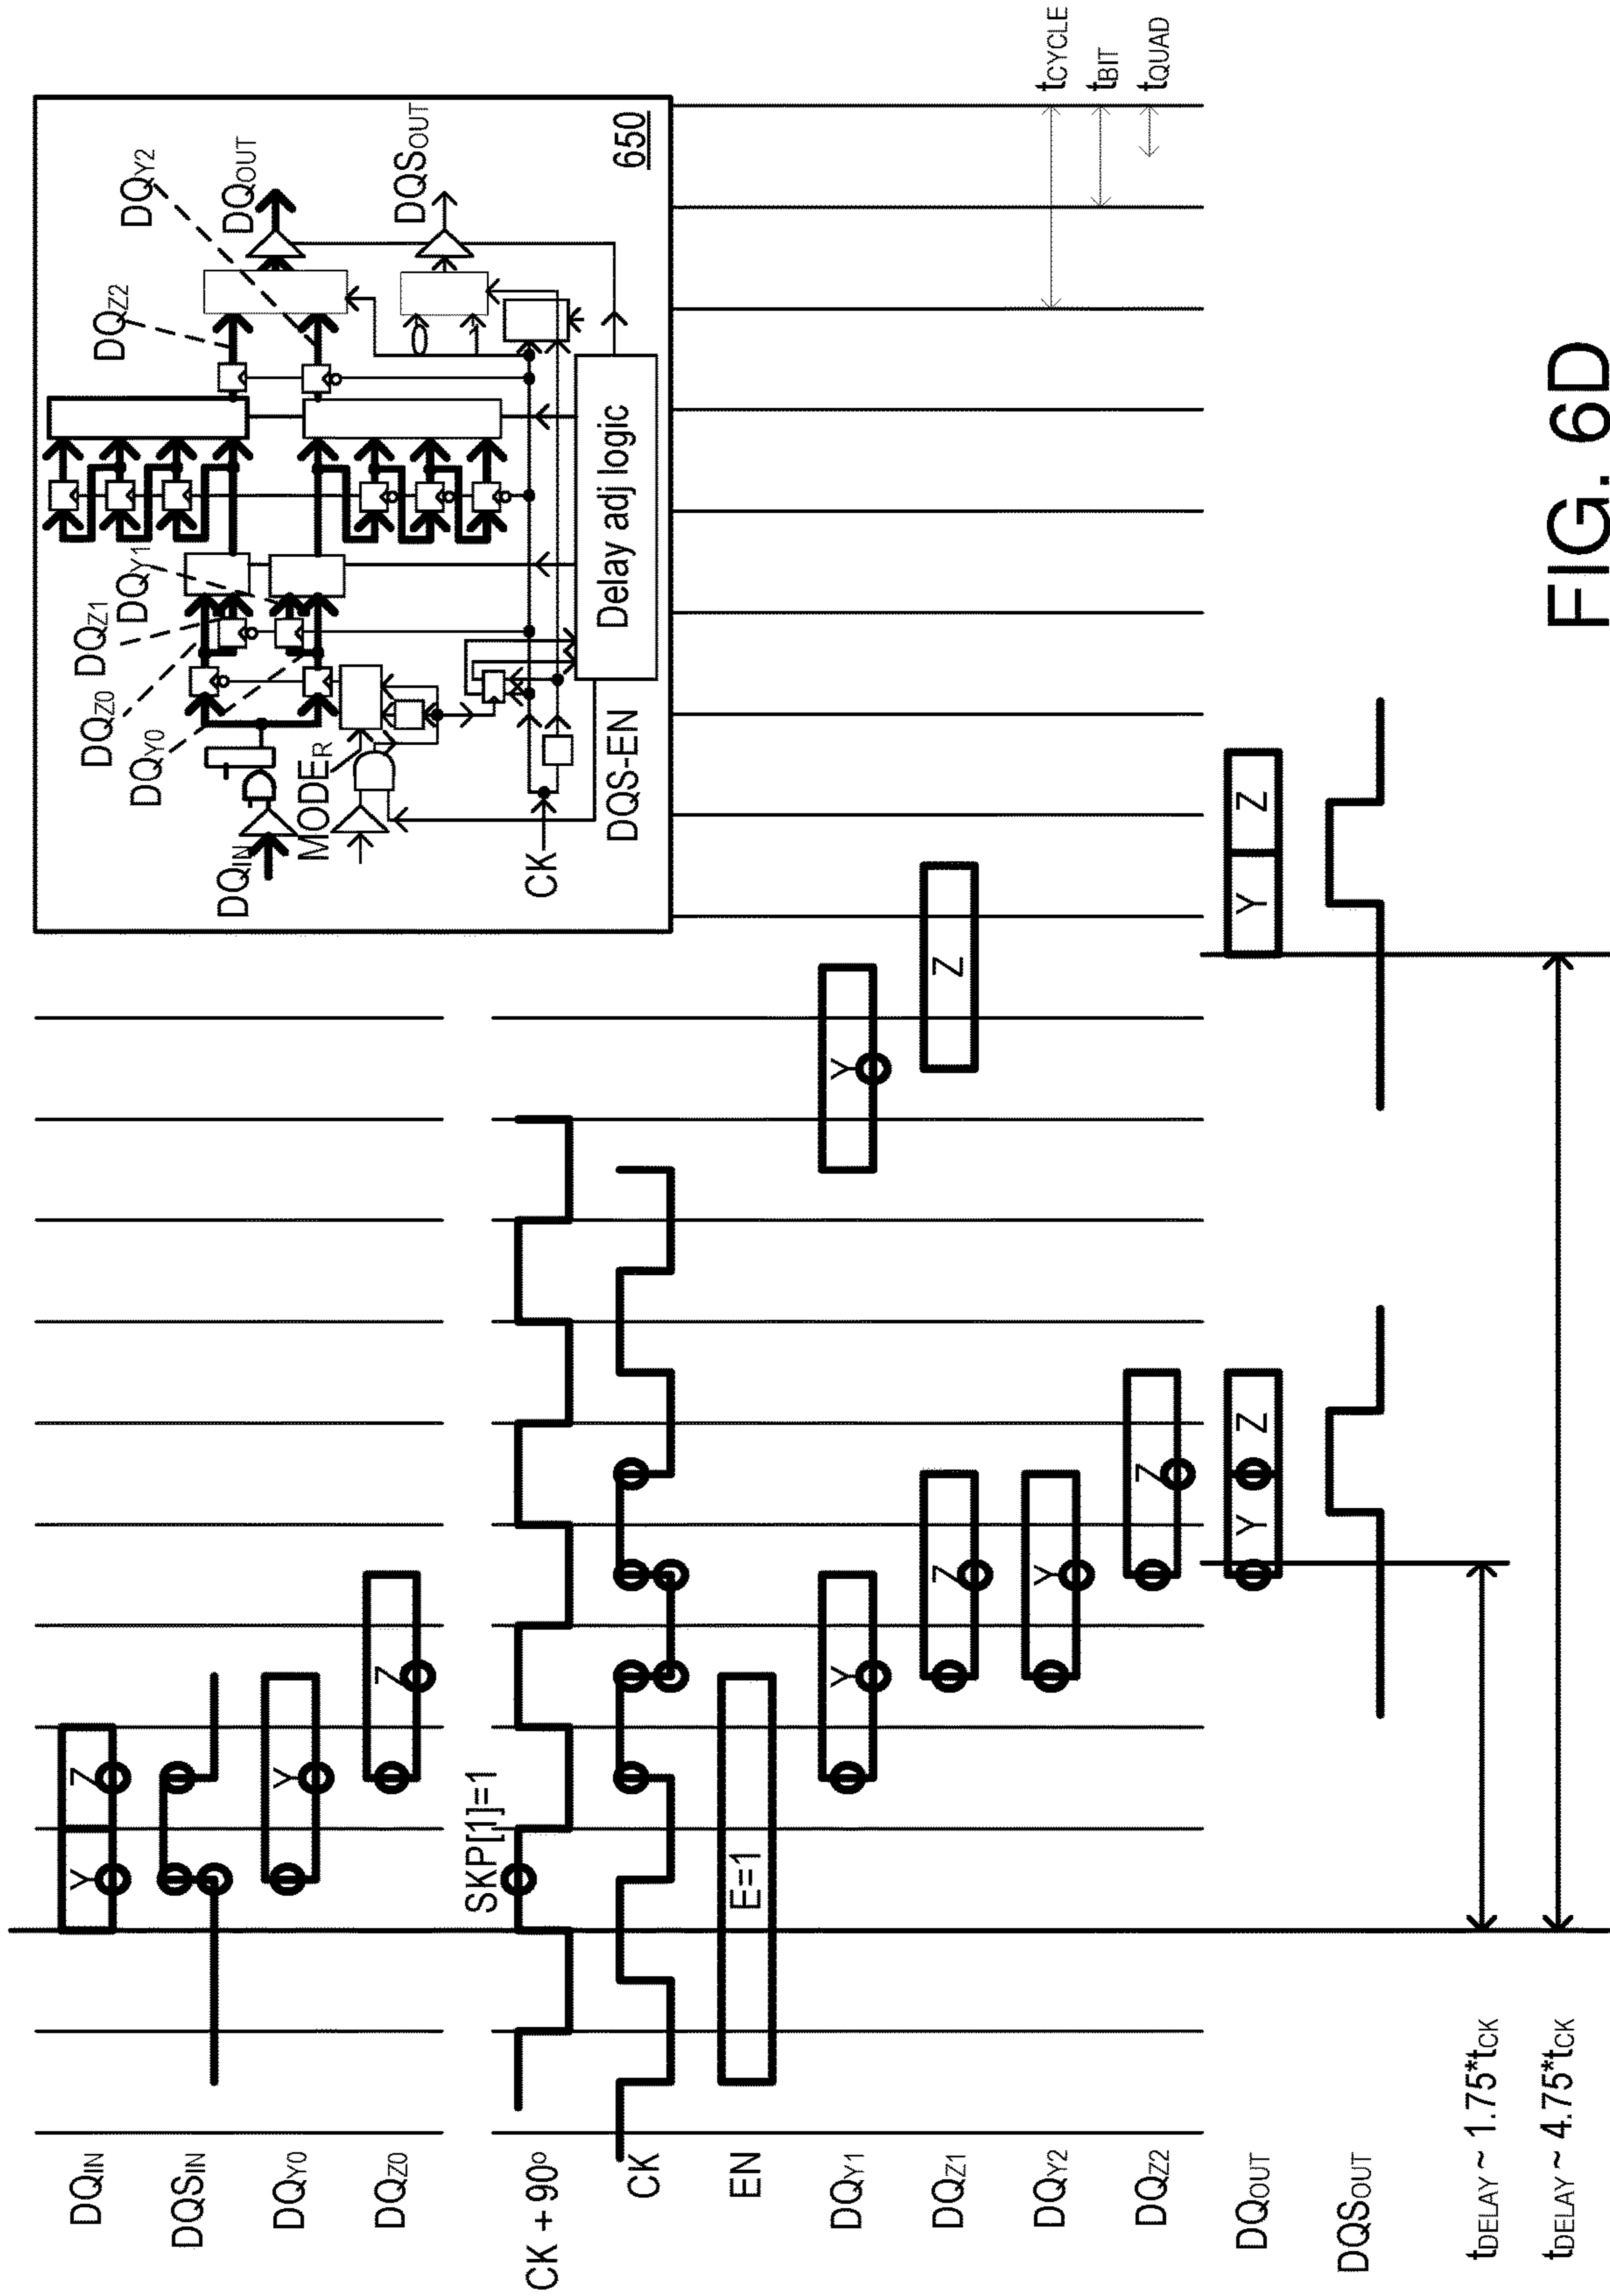 DQIN
DQSIN
DQY0
DQZ0
CK + 90º
CK
EN
DQY1
DQZ1
DQY2
DQZ2
DQOUT
DQSOUT
tDELAY ~ 1.75*tCK
tDELAY ~ 4.75*tCK
Y Z
Y
Z
SKP[1]=1
E=1
Y
Z
Y
Z
Y Z
Y
Z
Y Z
DQIN
MODER
DQS-EN
CK
DQY0
DQZ0
DQZ1
DQY1
DQZ2
DQY2
DQOUT
DQSOUT
Delay adj logic
650
tCYCLE
tBIT
tQUAD
FIG. 6D